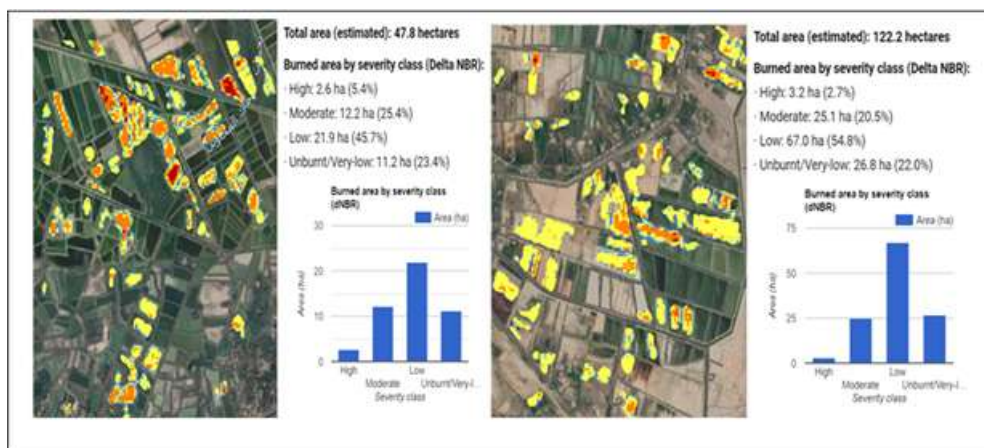 Total area (estimated): 47.8 hectares
Burned area by severity class (Delta NBR):
· High: 2.6 ha (5.4%)
· Moderate: 12.2 ha (25.4%)
· Low: 21.9 ha (45.7%)
· Unburnt/Very-low: 11.2 ha (23.4%)
Burned area by severity class
(dNBR)
Area (ha)
30
20
10
0
Area (ha)
High
Low
Moderate
Unburnt/Very-l...
Severity class
Total area (estimated): 122.2 hectares
Burned area by severity class (Delta NBR):
· High: 3.2 ha (2.7%)
· Moderate: 25.1 ha (20.5%)
· Low: 67.0 ha (54.8%)
· Unburnt/Very-low: 26.8 ha (22.0%)
Burned area by severity class
(dNBR)
Area (ha)
75
50
25
0
Area (ha)
High
Low
Moderate
Unburnt/Very-l...
Severity class